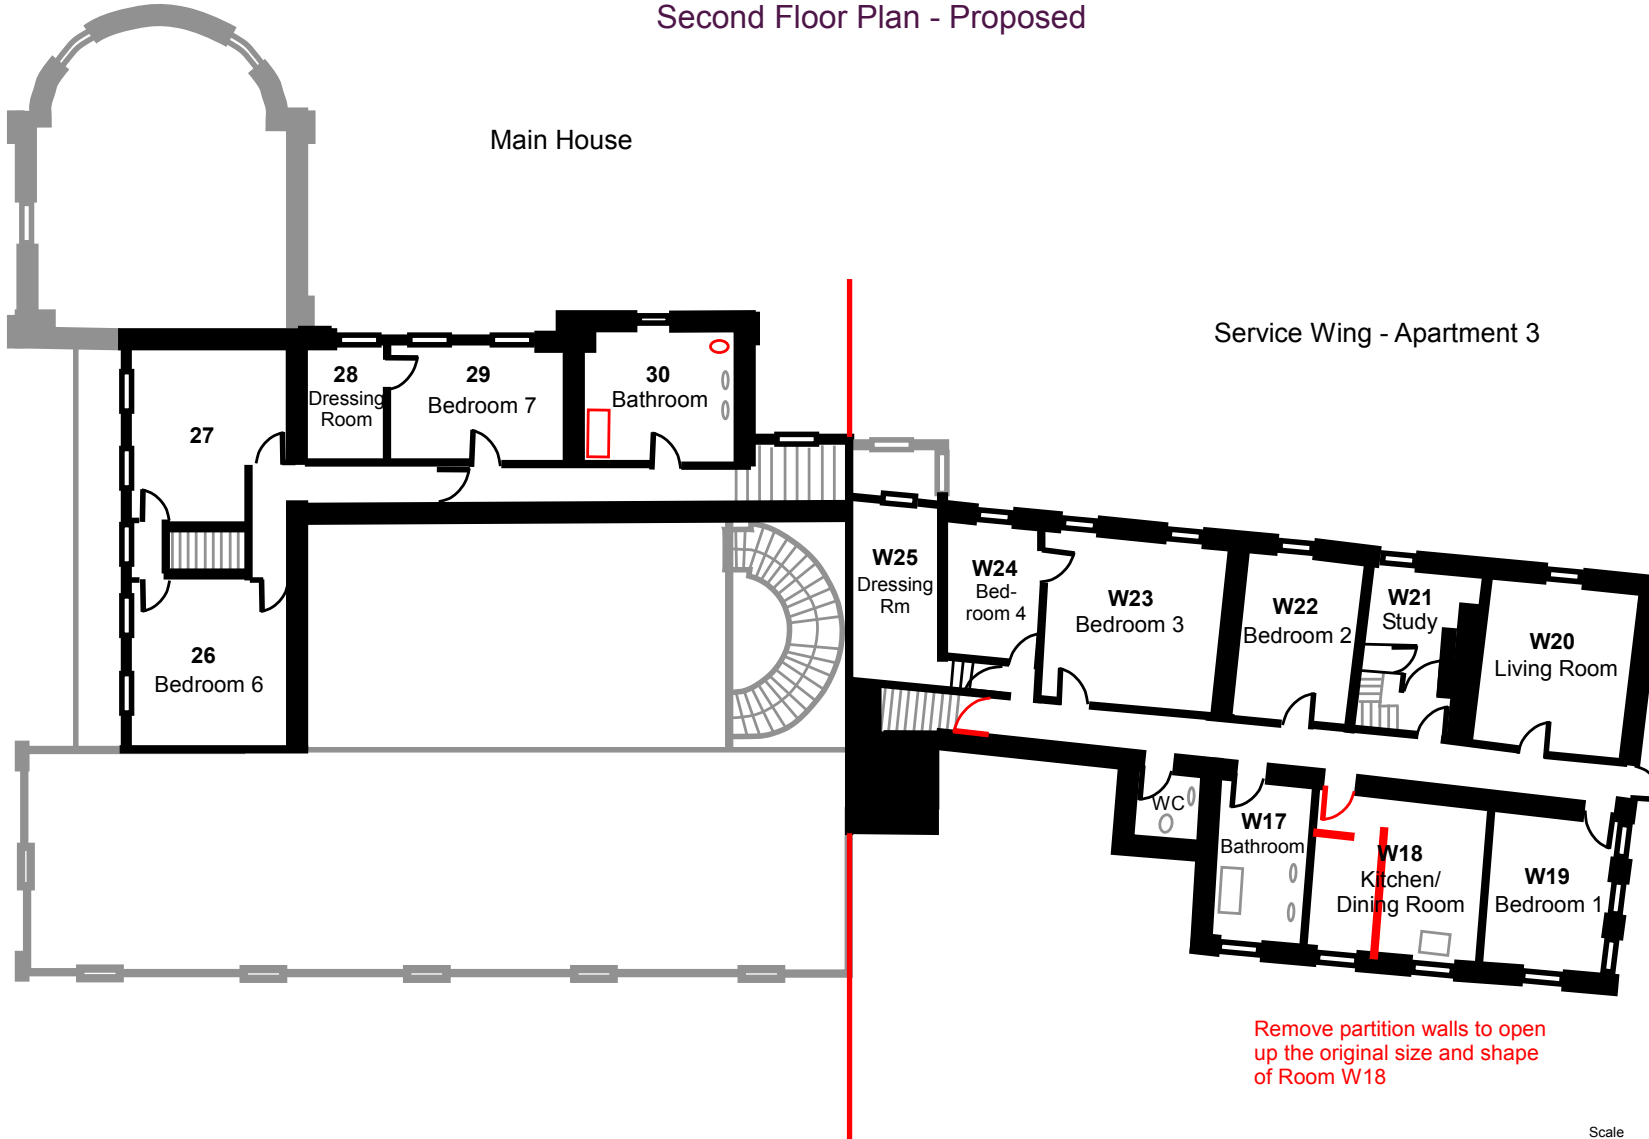 Second Floor Plan - Proposed
Main House
Service Wing - Apartment 3
28
Dressing
Room
29
Bedroom 7
30
Bathroom
27
26
Bedroom 6
W25
Dressing
Rm
W24
Bed-
room 4
W23
Bedroom 3
W22
Bedroom 2
W21
Study
W20
Living Room
WC
W17
Bathroom
W18
Kitchen/
Dining Room
W19
Bedroom 1
Remove partition walls to open
up the original size and shape
of Room W18
Scale